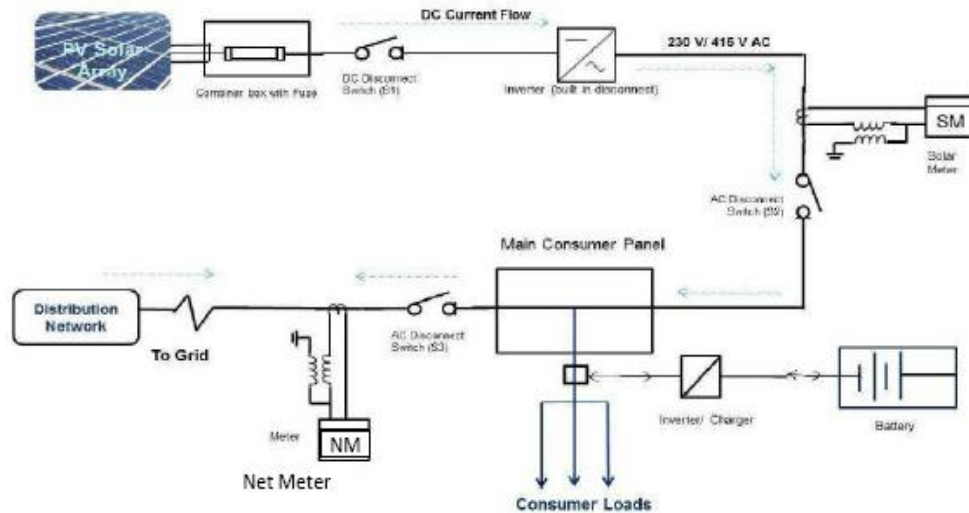 DC Current Flow
PV Solar
Array
Combiner box with Fuse
DC Disconnect
Switch (S1)
Inverter (built in disconnect)
230 V/ 415 V AC
SM
Solar
Meter
AC Disconnect
Switch (S2)
Main Consumer Panel
Distribution
Network
To Grid
AC Disconnect
Switch (S3)
Inverter/ Charger
Battery
Meter
NM
Net Meter
Consumer Loads